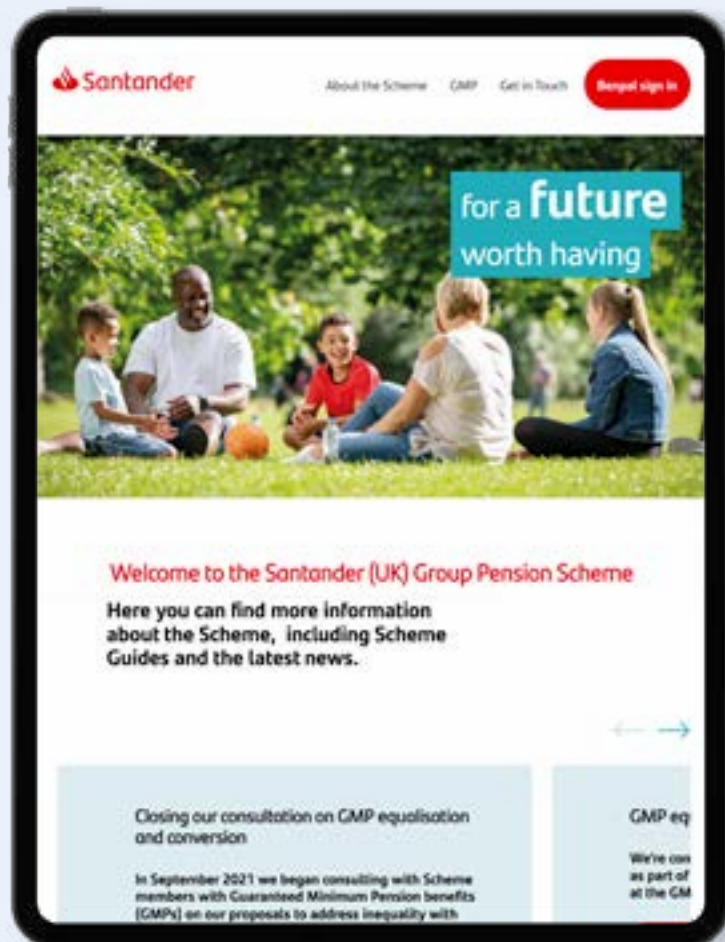 Santander
About the Scheme GMP Get in Touch Benpal sign in
for a future
worth having
Welcome to the Santander (UK) Group Pension Scheme
Here you can find more information
about the Scheme, including Scheme
Guides and the latest news.
Closing our consultation on GMP equalisation
and conversion
In September 2021 we began consulting with Scheme
members with Guaranteed Minimum Pension benefits
(GMPs) on our proposals to address inequality with
GMP eq
We're con
as part of
at the GM